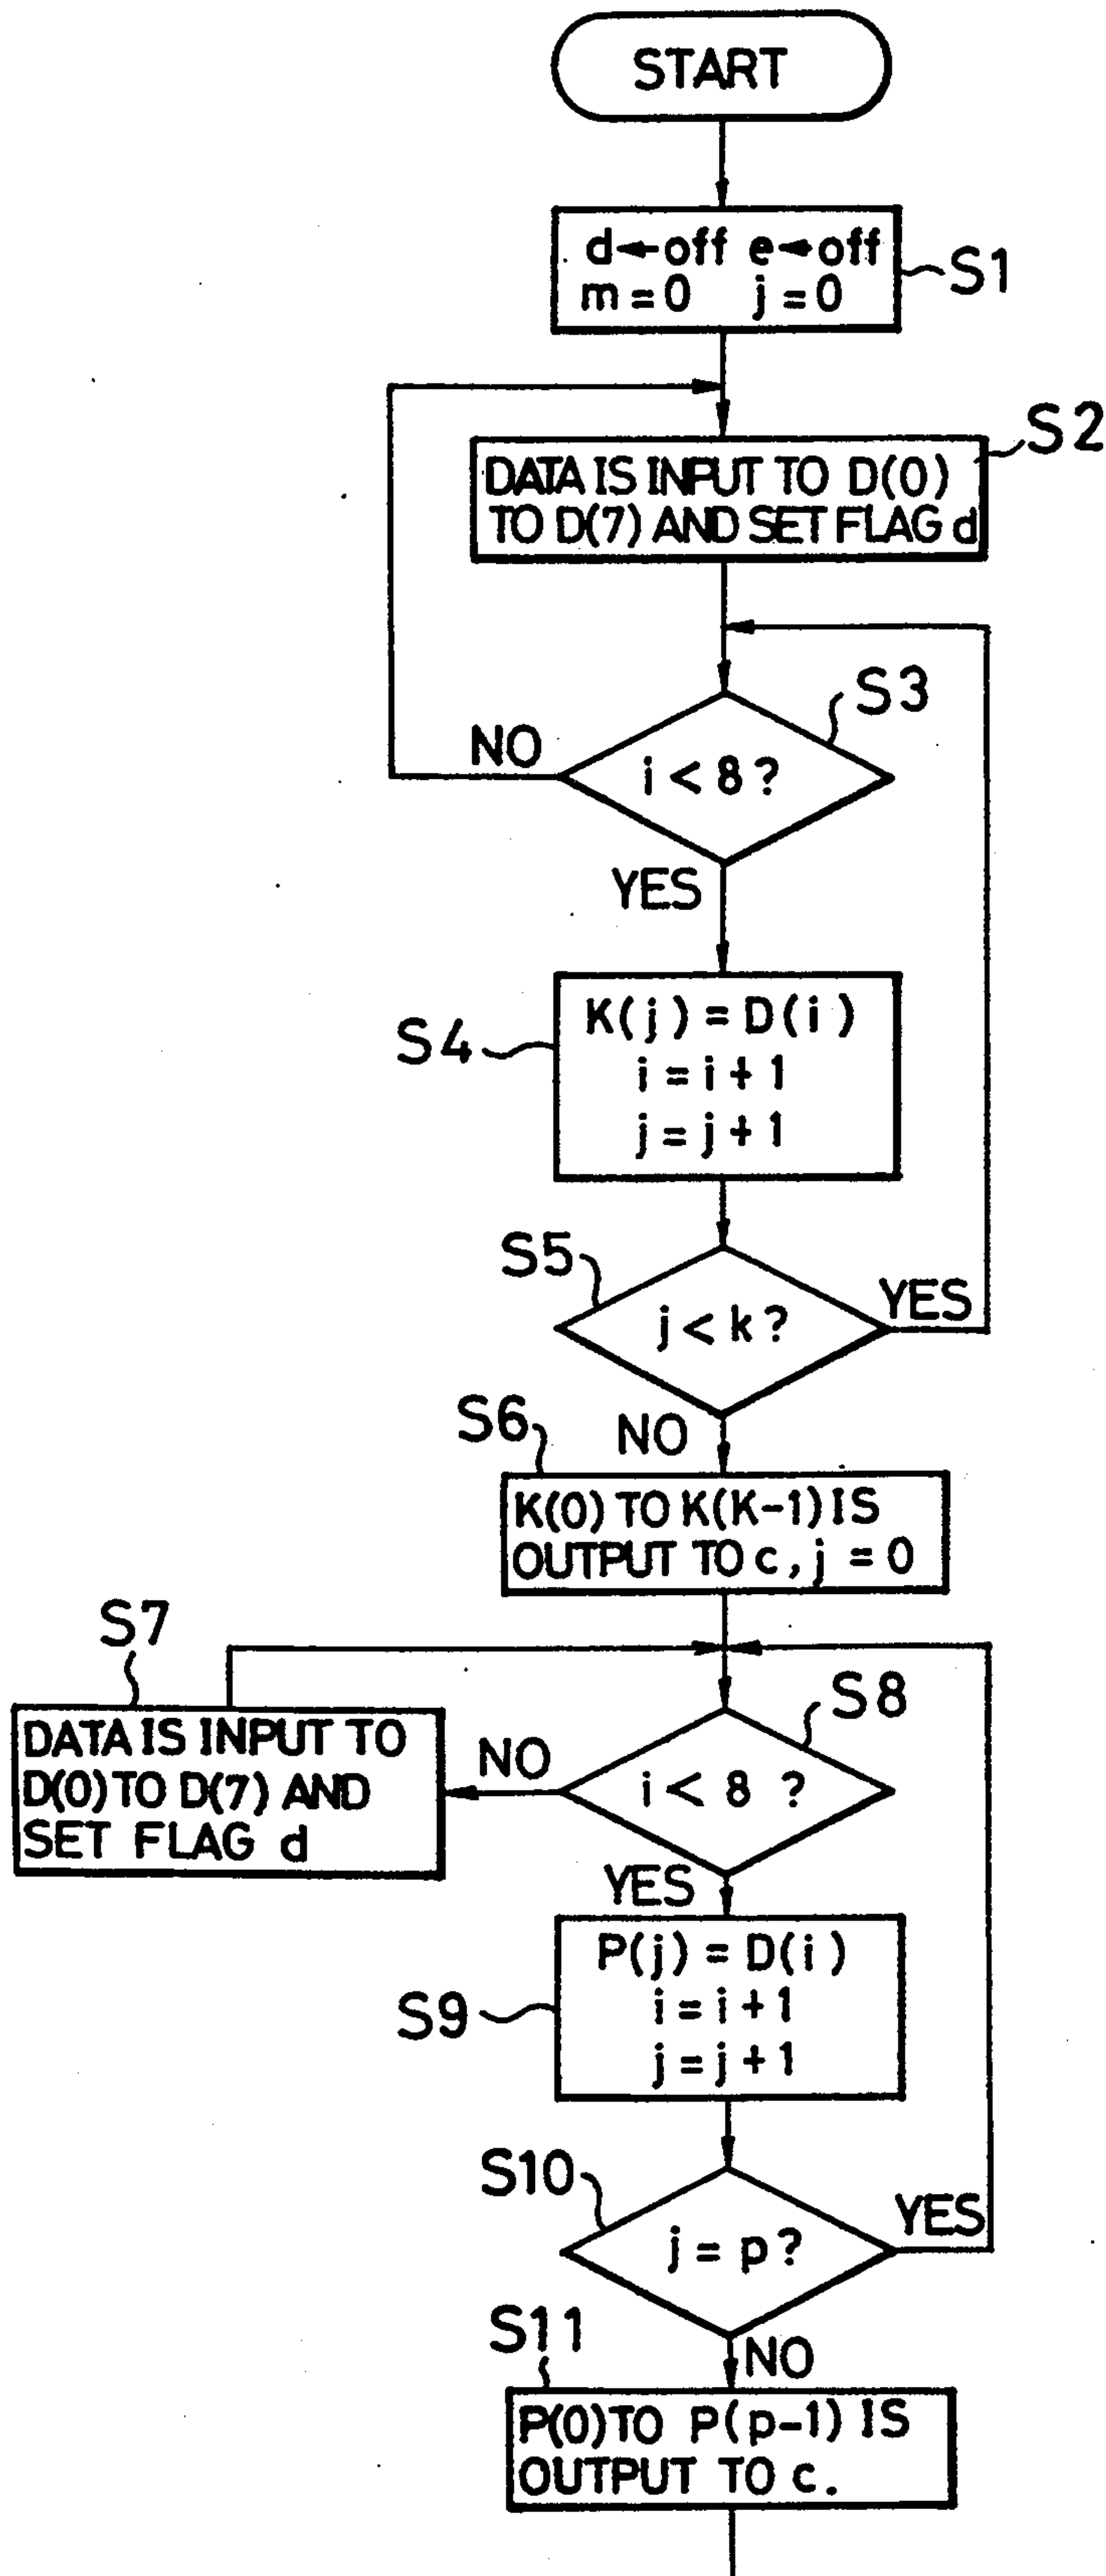 START
d←off e←off
m=0 j=0
S1
S2
DATA IS INPUT TO D(0)
TO D(7) AND SET FLAG d
S3
NO
i < 8 ?
YES
S4
K(j) = D(i)
i = i + 1
j = j + 1
S5
j < k ?
YES
S6
NO
K(0) TO K(K-1) IS
OUTPUT TO c, j = 0
S7
S8
DATA IS INPUT TO
D(0) TO D(7) AND
SET FLAG d
NO
i < 8 ?
YES
S9
P(j) = D(i)
i = i + 1
j = j + 1
S10
j = p ?
YES
S11
NO
P(0) TO P(p-1) IS
OUTPUT TO c.